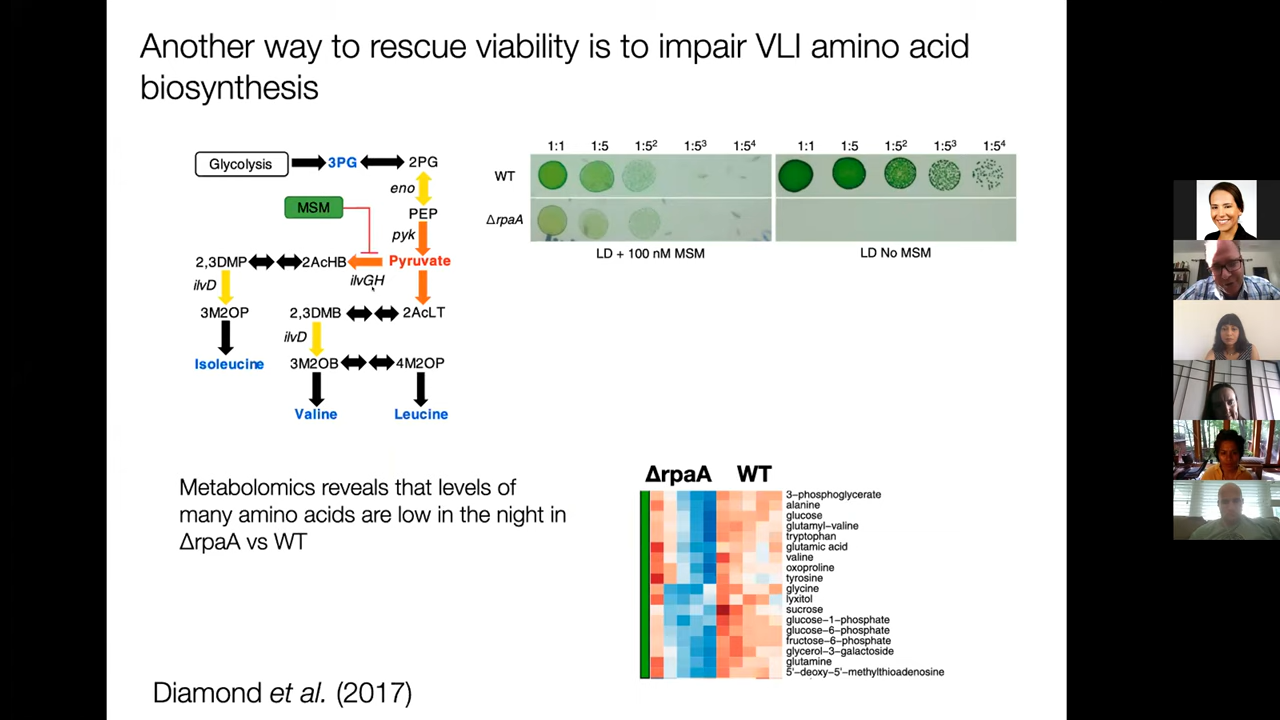 Another way to rescue viability is to impair VLI amino acid
biosynthesis
Glycolysis
3PG
2PG
eno
MSM
PEP
pyk
2,3DMP
2AcHB
Pyruvate
ilvD
ilvGH
3M2OP
2,3DMB
2AcLT
ilvD
Isoleucine
3M2OB
4M2OP
Valine
Leucine
1:1 1:5 1:5² 1:5³ 1:5⁴
1:1 1:5 1:5² 1:5³ 1:5⁴
WT
ΔrpaA
LD + 100 nM MSM
LD No MSM
Metabolomics reveals that levels of
many amino acids are low in the night in
ΔrpaA vs WT
ΔrpaA WT
3-phosphoglycerate
alanine
glucose
glutamyl-valine
tryptophan
glutamic acid
valine
oxoproline
tyrosine
glycine
lyxitol
sucrose
glucose-1-phosphate
glucose-6-phosphate
fructose-6-phosphate
glycerol-3-galactoside
glutamine
5'-deoxy-5'-methylthioadenosine
Diamond et al. (2017)